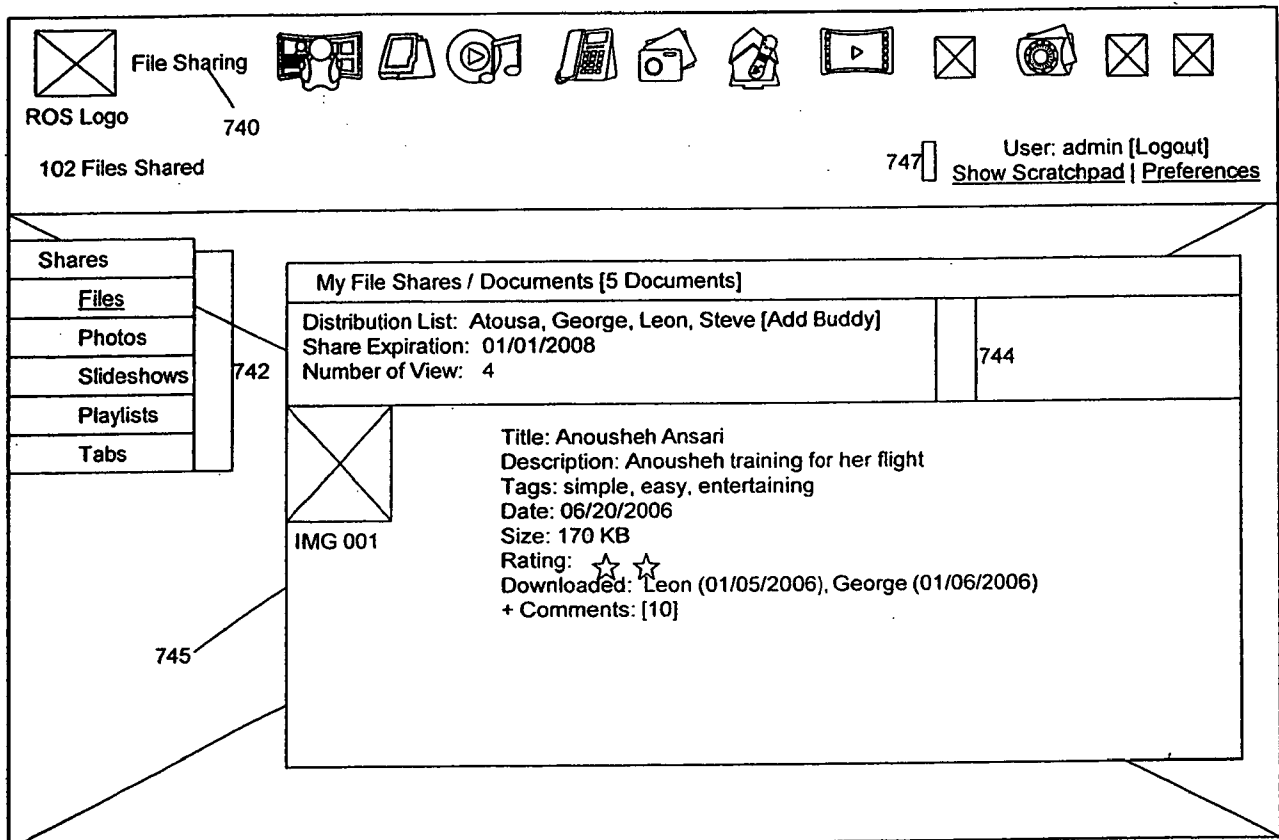 File Sharing
ROS Logo
740
102 Files Shared
747
User: admin [Logout]
Show Scratchpad | Preferences
Shares
Files
Photos
Slideshows
Playlists
Tabs
742
My File Shares / Documents [5 Documents]
Distribution List: Atousa, George, Leon, Steve [Add Buddy]
Share Expiration: 01/01/2008
Number of View: 4
744
IMG 001
Title: Anousheh Ansari
Description: Anousheh training for her flight
Tags: simple, easy, entertaining
Date: 06/20/2006
Size: 170 KB
Rating:
Downloaded: Leon (01/05/2006), George (01/06/2006)
+ Comments: [10]
745